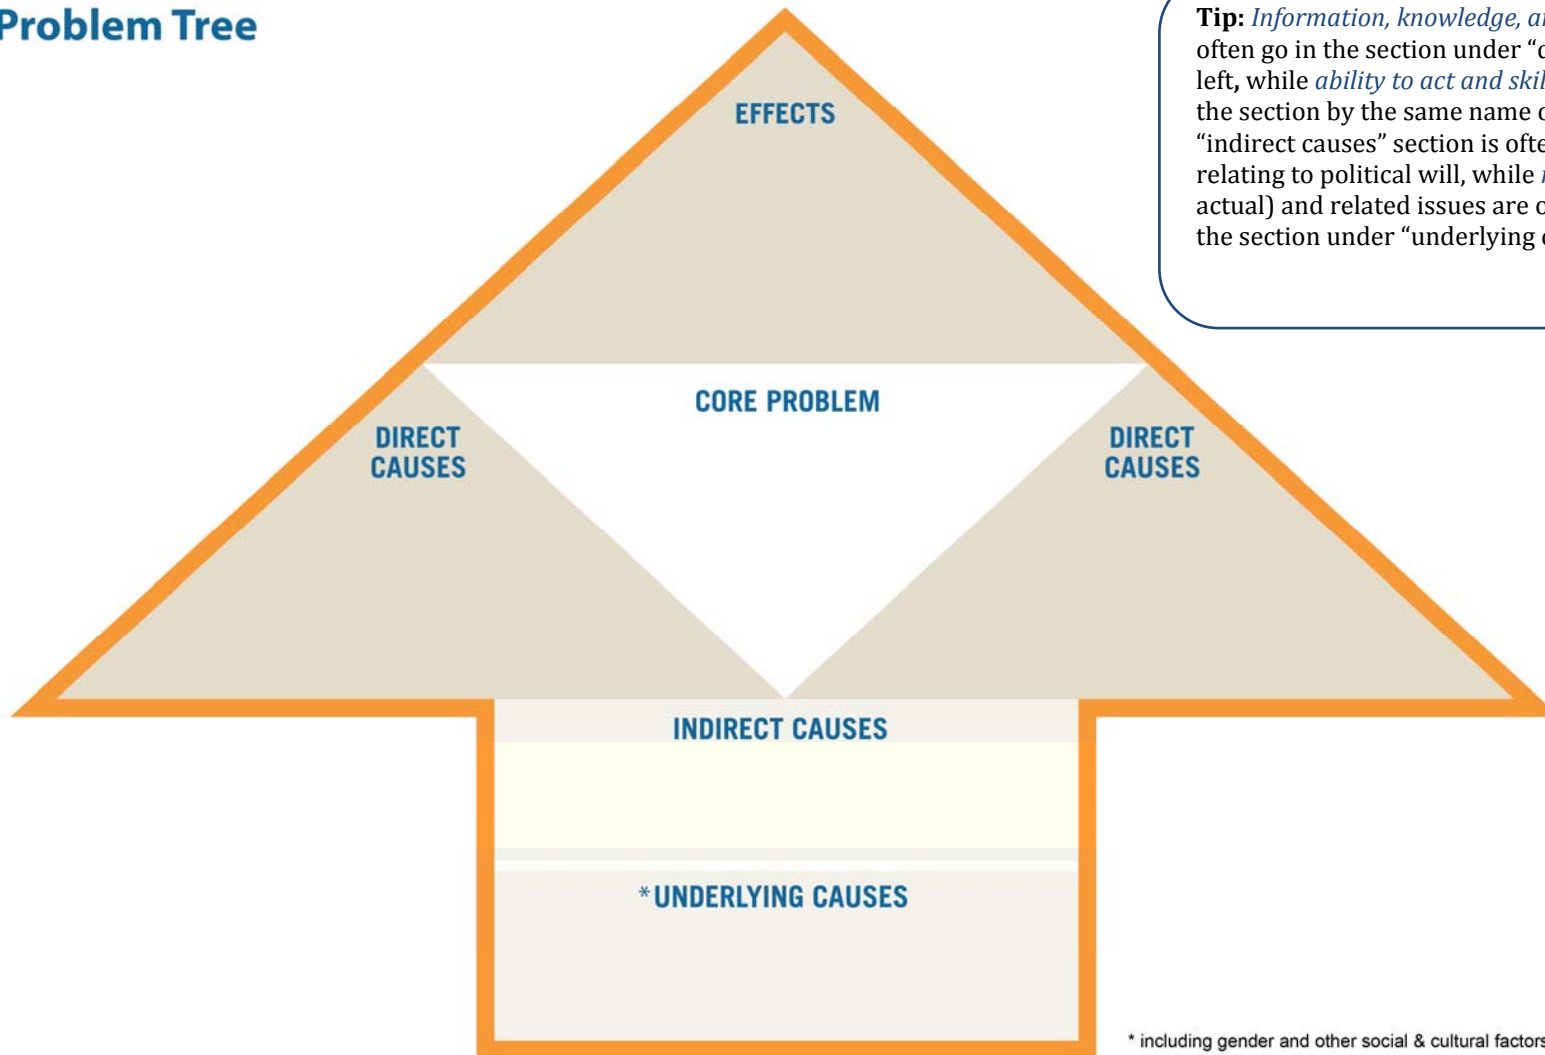 Problem Tree
Tip: Information, knowledge,
often go in the section under “
left, while ability to act and
the section by the same name
“indirect causes” section is
relating to political will, while
actual) and related issues are
the section under “underlying
EFFECTS
CORE PROBLEM
DIRECT
CAUSES
DIRECT
CAUSES
INDIRECT CAUSES
*UNDERLYING CAUSES
* including gender and other social & cultural factors